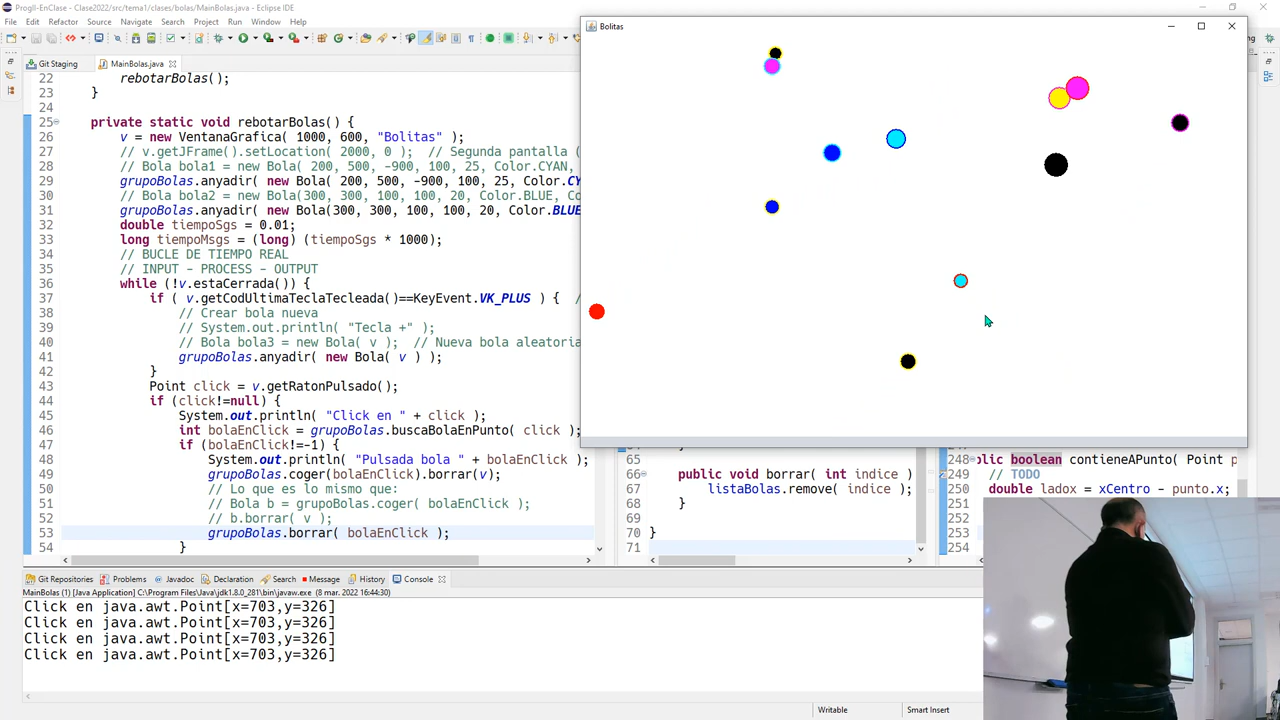 ProgII-EnClase - Clase2022/src/tema1/clases/bolas/MainBolas.java - Eclipse IDE
File Edit Refactor Source Navigate Search Project Run Window Help
Git Staging MainBolas.java
22 rebotarBolas();
23 }
24
25 private static void rebotarBolas() {
26 v = new VentanaGrafica( 1000, 600, "Bolitas" );
27 // v.getJFrame().setLocation( 2000, 0 ); // Segunda pantalla (
28 // Bola bola1 = new Bola( 200, 500, -900, 100, 25, Color.CYAN,
29 grupoBolas.anyadir( new Bola( 200, 500, -900, 100, 25, Color.CY
30 // Bola bola2 = new Bola(300, 300, 100, 100, 20, Color.BLUE, C
31 grupoBolas.anyadir( new Bola(300, 300, 100, 100, 20, Color.BLUE
32 double tiempoSgs = 0.01;
33 long tiempoMsgs = (long) (tiempoSgs * 1000);
34 // BUCLE DE TIEMPO REAL
35 // INPUT - PROCESS - OUTPUT
36 while (!v.estaCerrada()) {
37 if ( v.getCodUltimaTeclaTecleada()==KeyEvent.VK_PLUS ) { /
38 // Crear bola nueva
39 // System.out.println( "Tecla +" );
40 // Bola bola3 = new Bola( v ); // Nueva bola aleatoria
41 grupoBolas.anyadir( new Bola( v ) );
42 }
43 Point click = v.getRatonPulsado();
44 if (click!=null) {
45 System.out.println( "Click en " + click );
46 int bolaEnClick = grupoBolas.buscaBolaEnPunto( click );
47 if (bolaEnClick!=-1) {
48 System.out.println( "Pulsada bola " + bolaEnClick );
49 grupoBolas.coger(bolaEnClick).borrar(v);
50 // Lo que es lo mismo que:
51 // Bola b = grupoBolas.coger( bolaEnClick );
52 // b.borrar( v );
53 grupoBolas.borrar( bolaEnClick );
54 }
Bolitas
65
66 public void borrar( int indice )
67 listaBolas.remove( indice );
68 }
69
70 }
71
248 public boolean contieneAPunto( Point p
249 // TODO
250 double ladox = xCentro - punto.x;
251
252
253
254
Git Repositories Problems Javadoc Declaration Search Message History Console
MainBolas (1) [Java Application] C:\Program Files\Java\jdk1.8.0_281\bin\javaw.exe (8 mar. 2022 16:44:30)
Click en java.awt.Point[x=703,y=326]
Click en java.awt.Point[x=703,y=326]
Click en java.awt.Point[x=703,y=326]
Click en java.awt.Point[x=703,y=326]
Writable Smart Insert